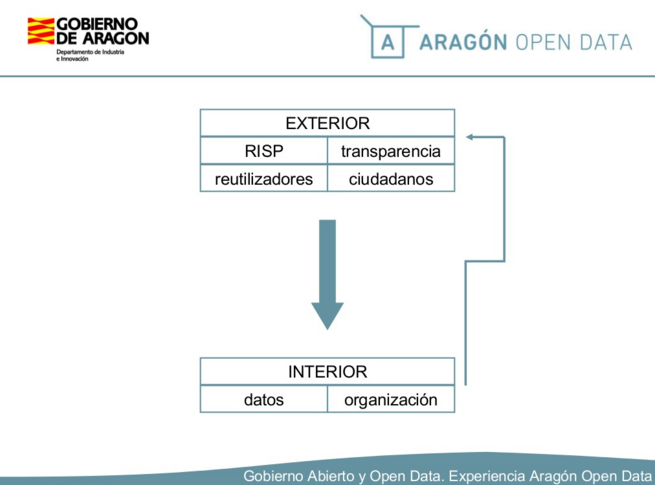 GOBIERNO
DE ARAGON
Departamento de Industria
e Innovación
A ARAGÓN OPEN DATA
EXTERIOR
RISP transparencia
reutilizadores ciudadanos
INTERIOR
datos organización
Gobierno Abierto y Open Data. Experiencia Aragón Open Data